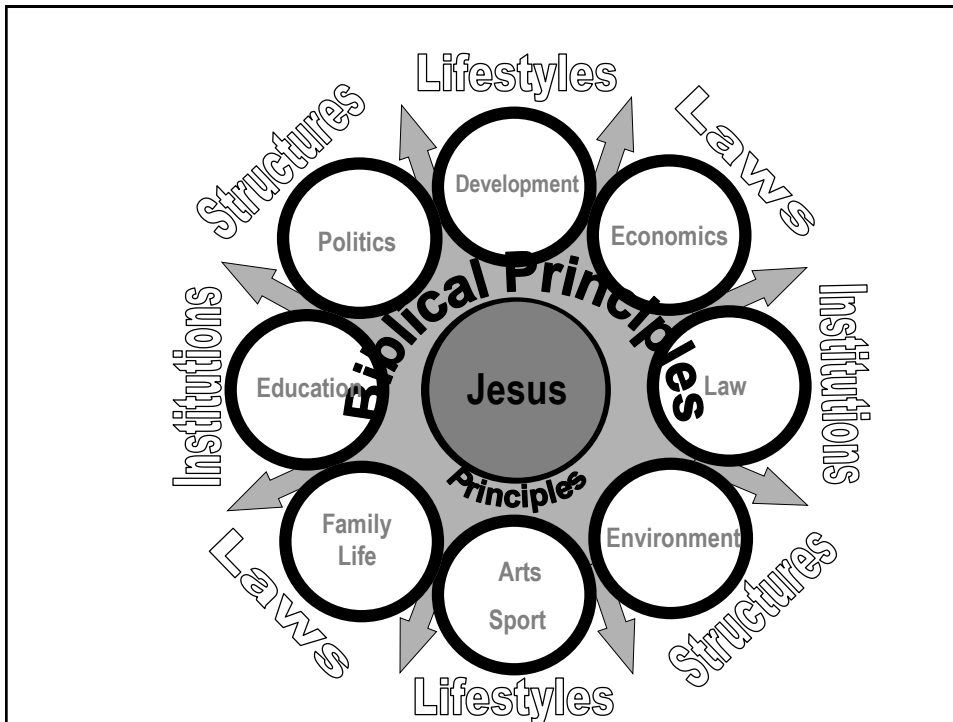 Lifestyles
Structures
Laws
Development
Politics
Economics
Biblical Principles
Institutions
Institutions
Education
Jesus
Law
Principles
Family
Life
Environment
Arts
Sport
Laws
Structures
Lifestyles